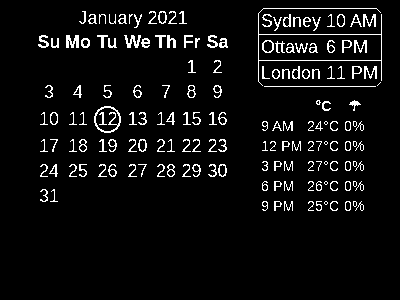 January 2021
Su Mo Tu We Th Fr Sa
1 2
3 4 5 6 7 8 9
10 11 12 13 14 15 16
17 18 19 20 21 22 23
24 25 26 27 28 29 30
31
Sydney 10 AM
Ottawa 6 PM
London 11 PM
°C ☂
9 AM 24°C 0%
12 PM 27°C 0%
3 PM 27°C 0%
6 PM 26°C 0%
9 PM 25°C 0%